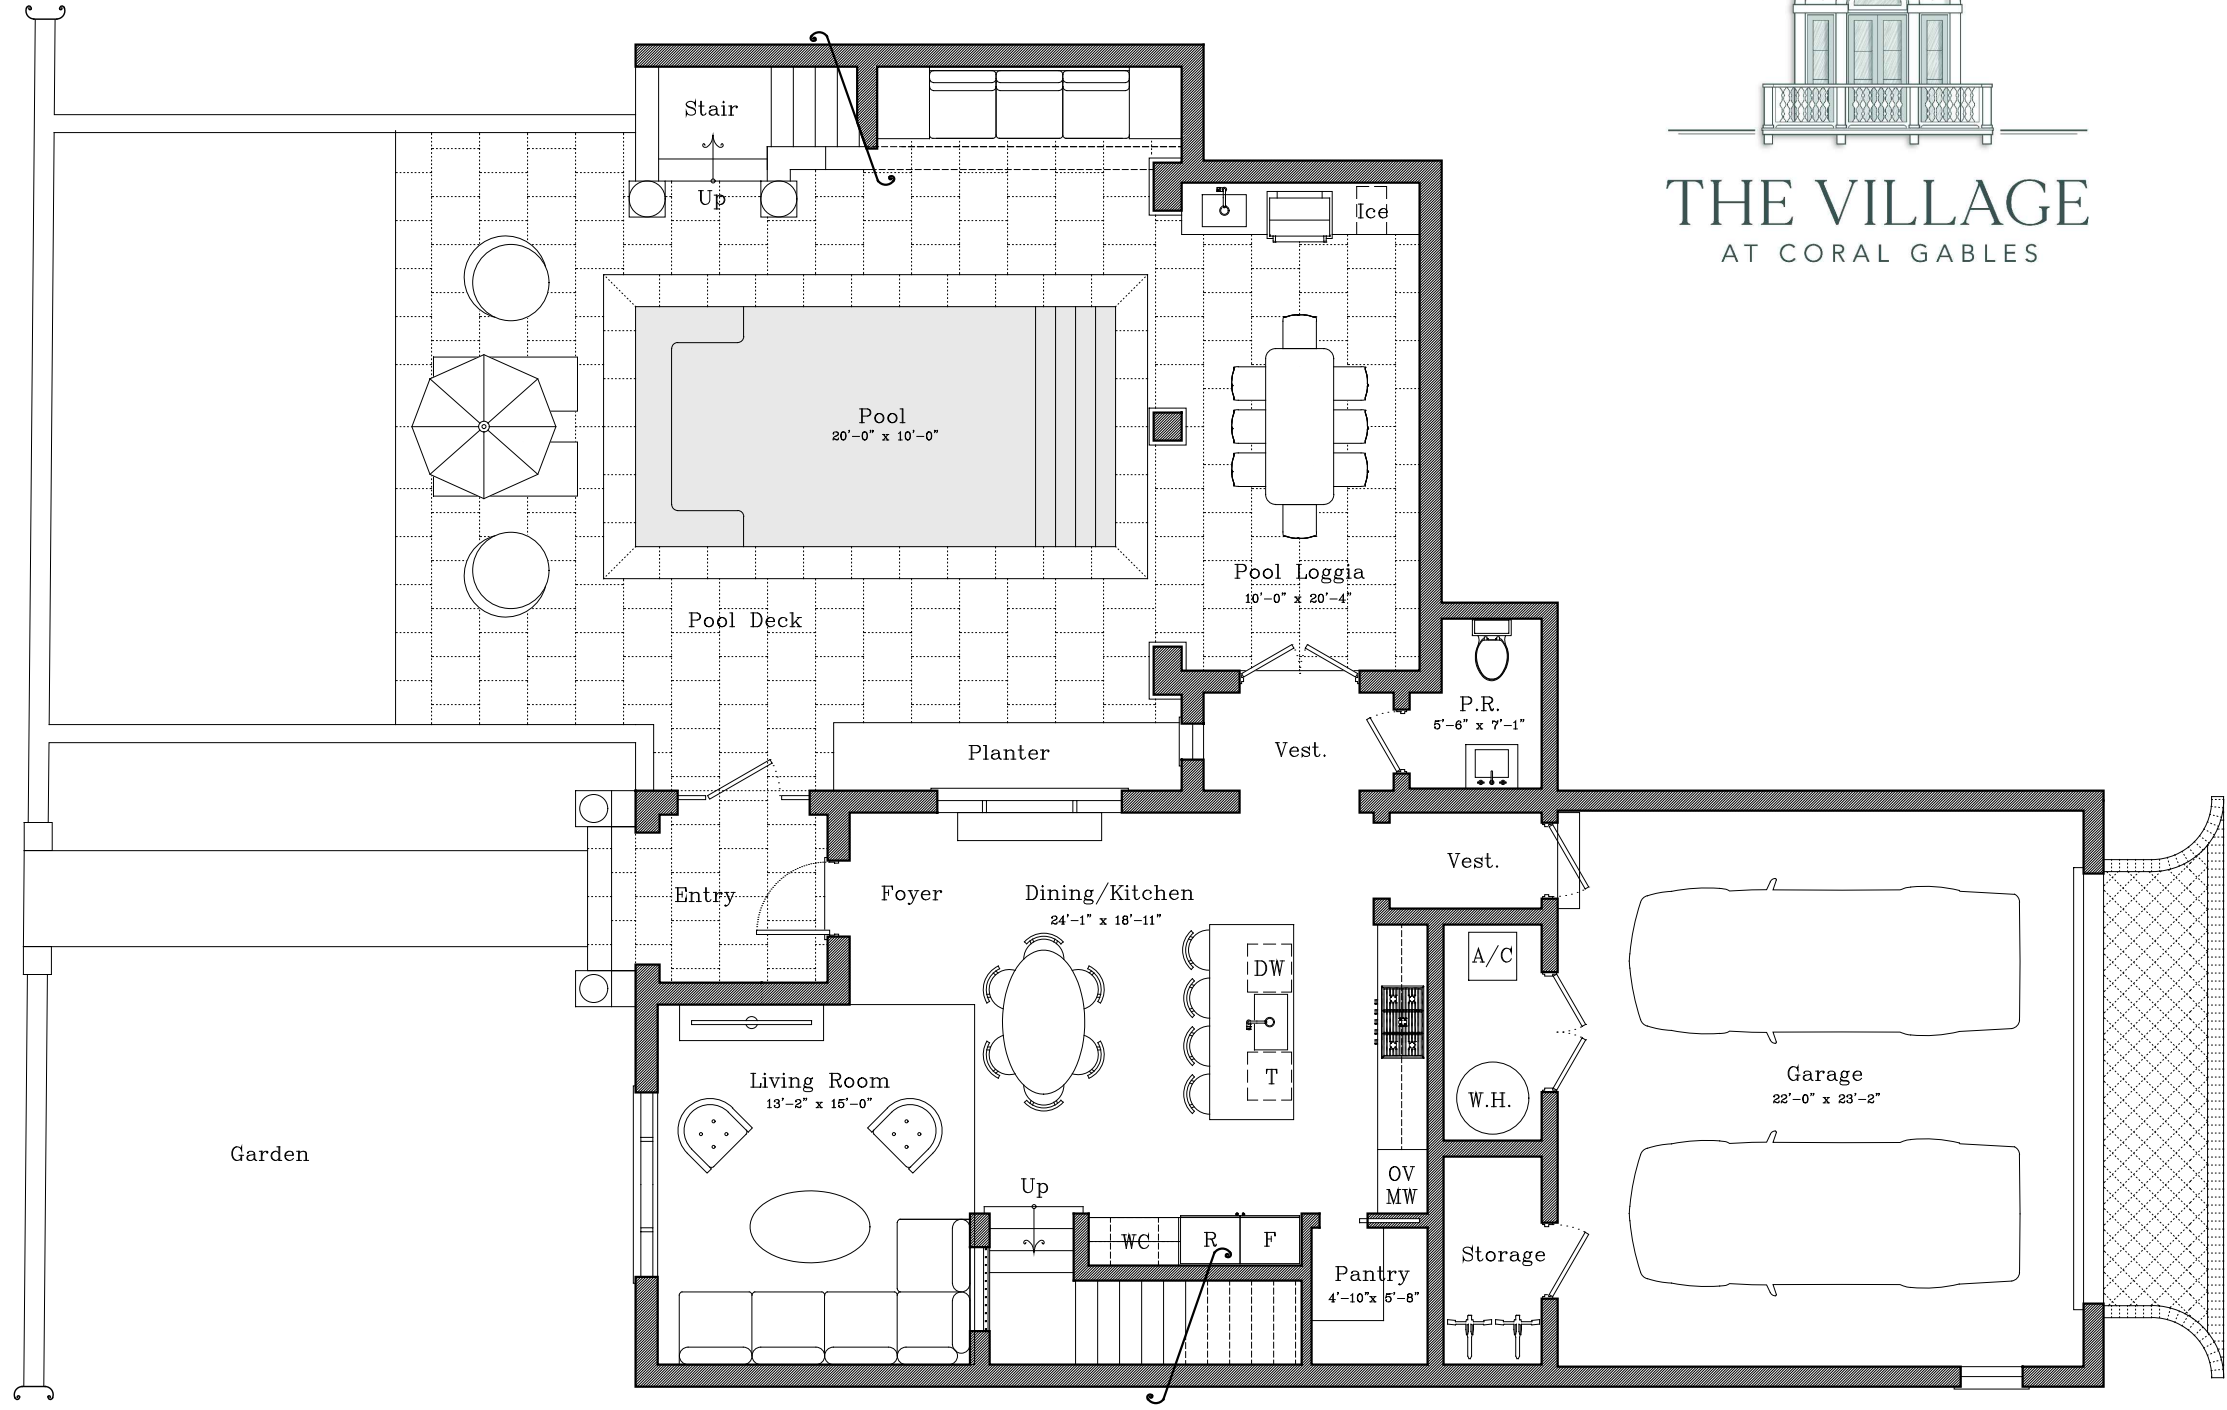 THE VILLAGE
AT CORAL GABLES
Stair
Up
Ice
Pool
20'-0" x 10'-0"
Pool Loggia
10'-0" x 20'-4"
Pool Deck
P.R.
5'-6" x 7'-1"
Planter
Vest.
Vest.
Entry
Foyer
Dining/Kitchen
24'-1" x 18'-11"
A/C
DW
T
W.H.
Living Room
13'-2" x 15'-0"
Garage
22'-0" x 23'-2"
Garden
OV
MW
Up
WC
R
F
Storage
Pantry
4'-10"x 5'-8"